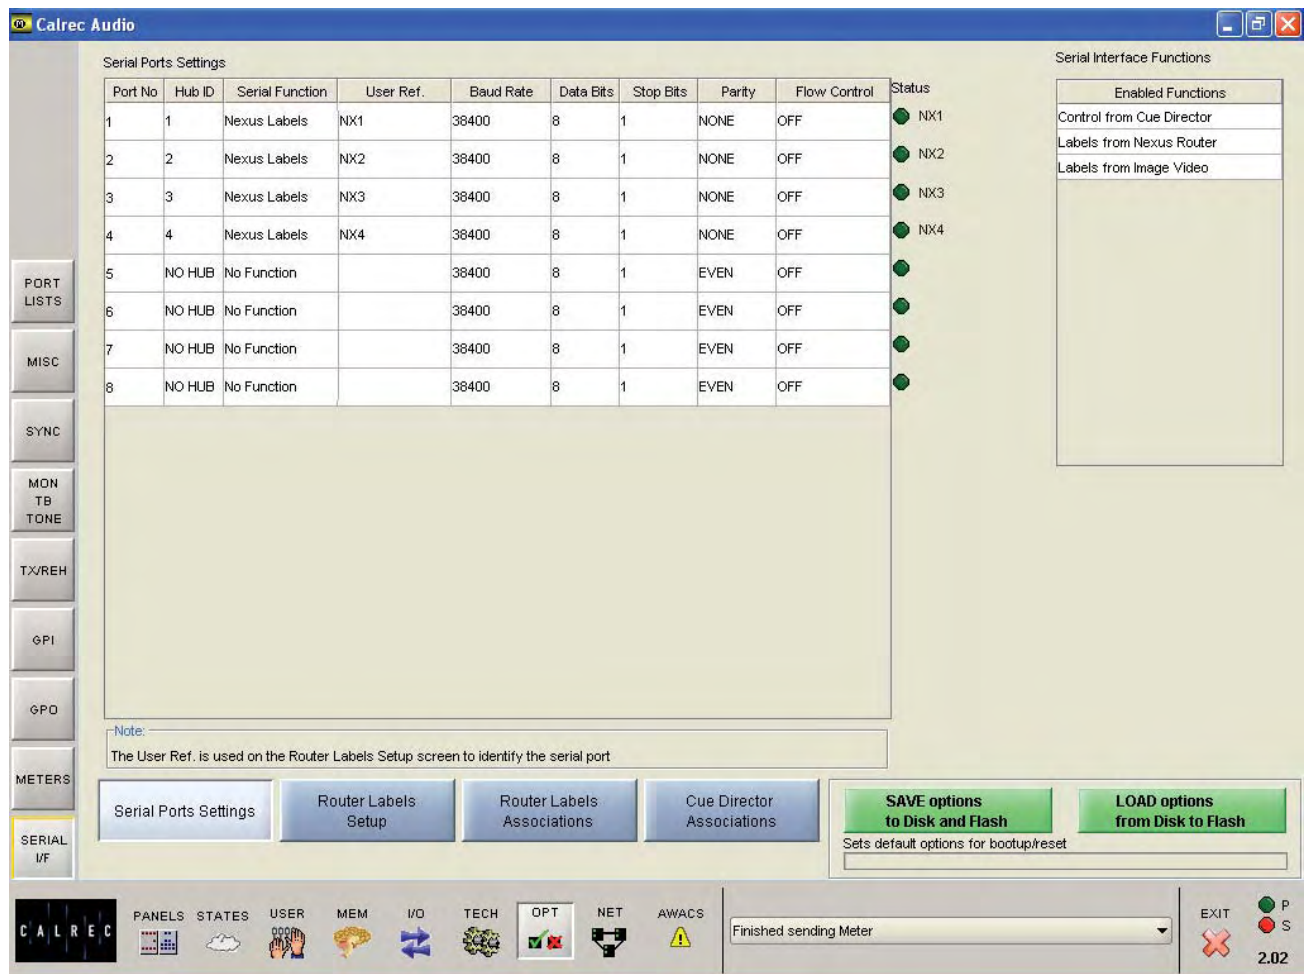 Calrec Audio
Serial Ports Settings
Serial Interface Functions
Port No Hub ID Serial Function User Ref. Baud Rate Data Bits Stop Bits Parity Flow Control Status
1 1 Nexus Labels NX1 38400 8 1 NONE OFF NX1
2 2 Nexus Labels NX2 38400 8 1 NONE OFF NX2
3 3 Nexus Labels NX3 38400 8 1 NONE OFF NX3
4 4 Nexus Labels NX4 38400 8 1 NONE OFF NX4
5 NO HUB No Function 38400 8 1 EVEN OFF
6 NO HUB No Function 38400 8 1 EVEN OFF
7 NO HUB No Function 38400 8 1 EVEN OFF
8 NO HUB No Function 38400 8 1 EVEN OFF
Enabled Functions
Control from Cue Director
Labels from Nexus Router
Labels from Image Video
PORT
LISTS
MISC
SYNC
MON
TB
TONE
TX/REH
GPI
GPO
METERS
SERIAL
I/F
Note:
The User Ref. is used on the Router Labels Setup screen to identify the serial port
Serial Ports Settings
Router Labels
Setup
Router Labels
Associations
Cue Director
Associations
SAVE options
to Disk and Flash
LOAD options
from Disk to Flash
Sets default options for bootup/reset
CALREC
PANELS STATES USER MEM I/O TECH OPT NET AWACS
Finished sending Meter
EXIT
P
S
2.02